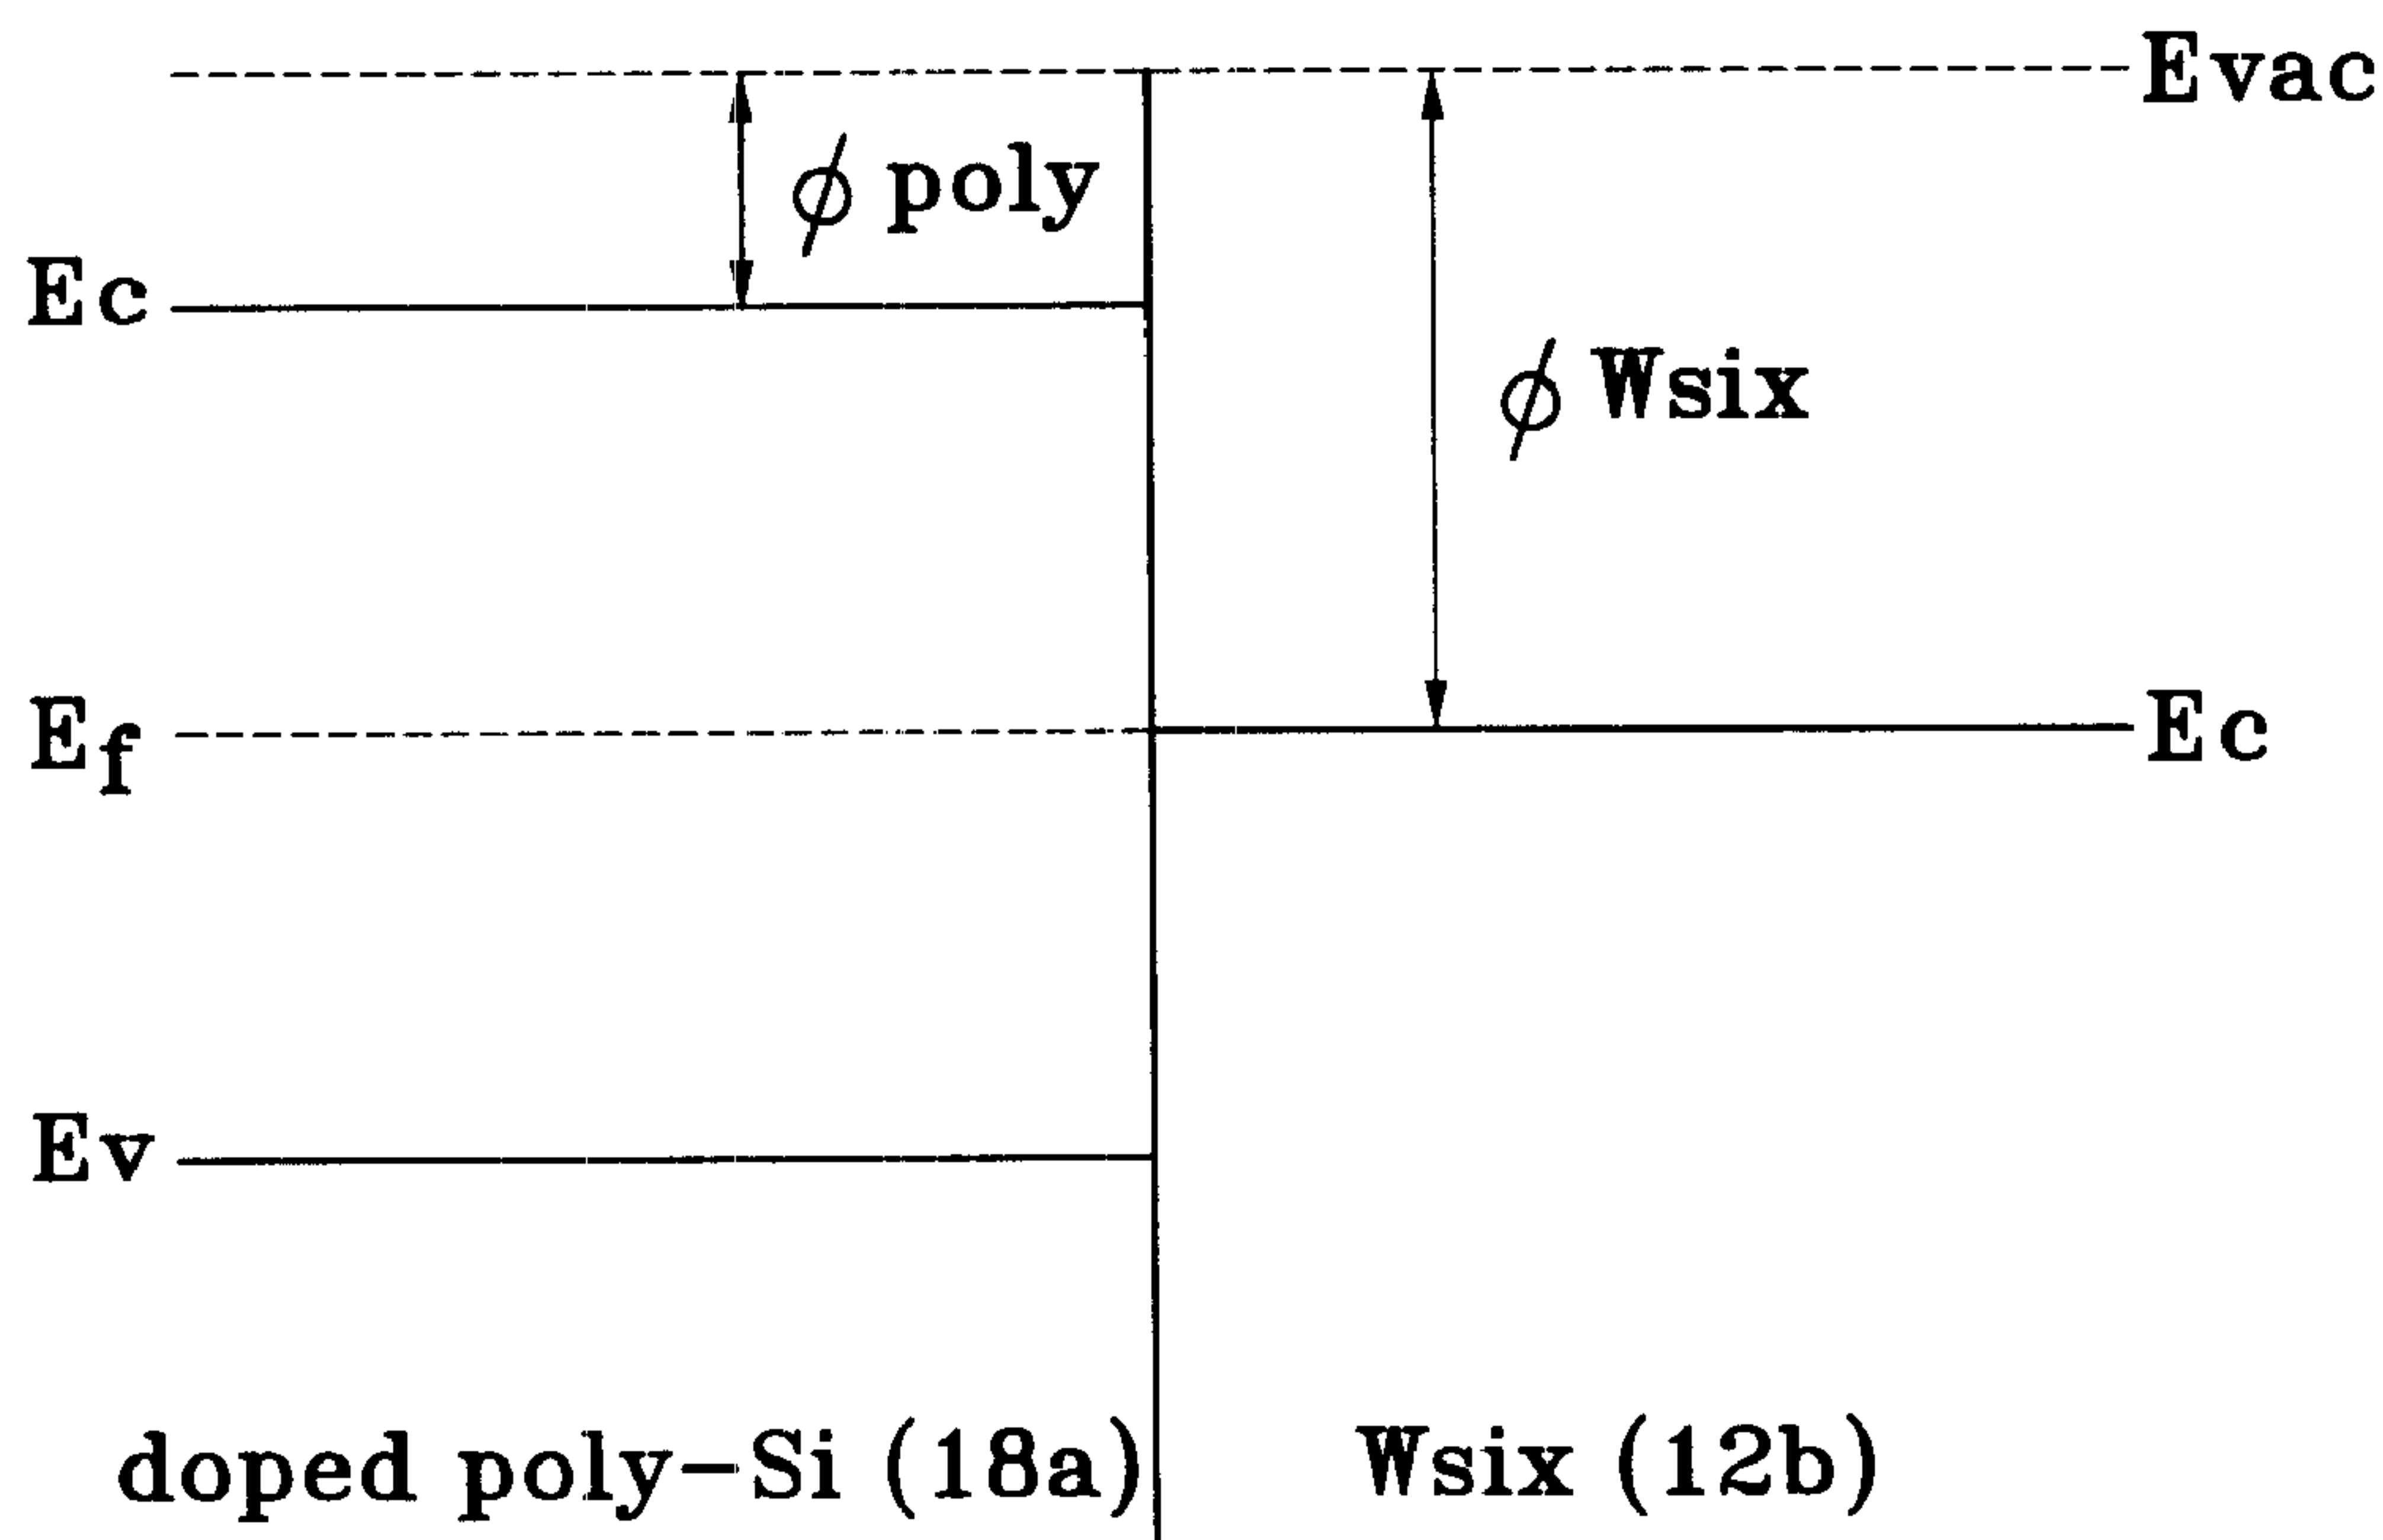 Evac
ϕ poly
Ec
ϕ Wsix
Ef
Ec
Ev
doped poly-Si (18a)
Wsix (12b)